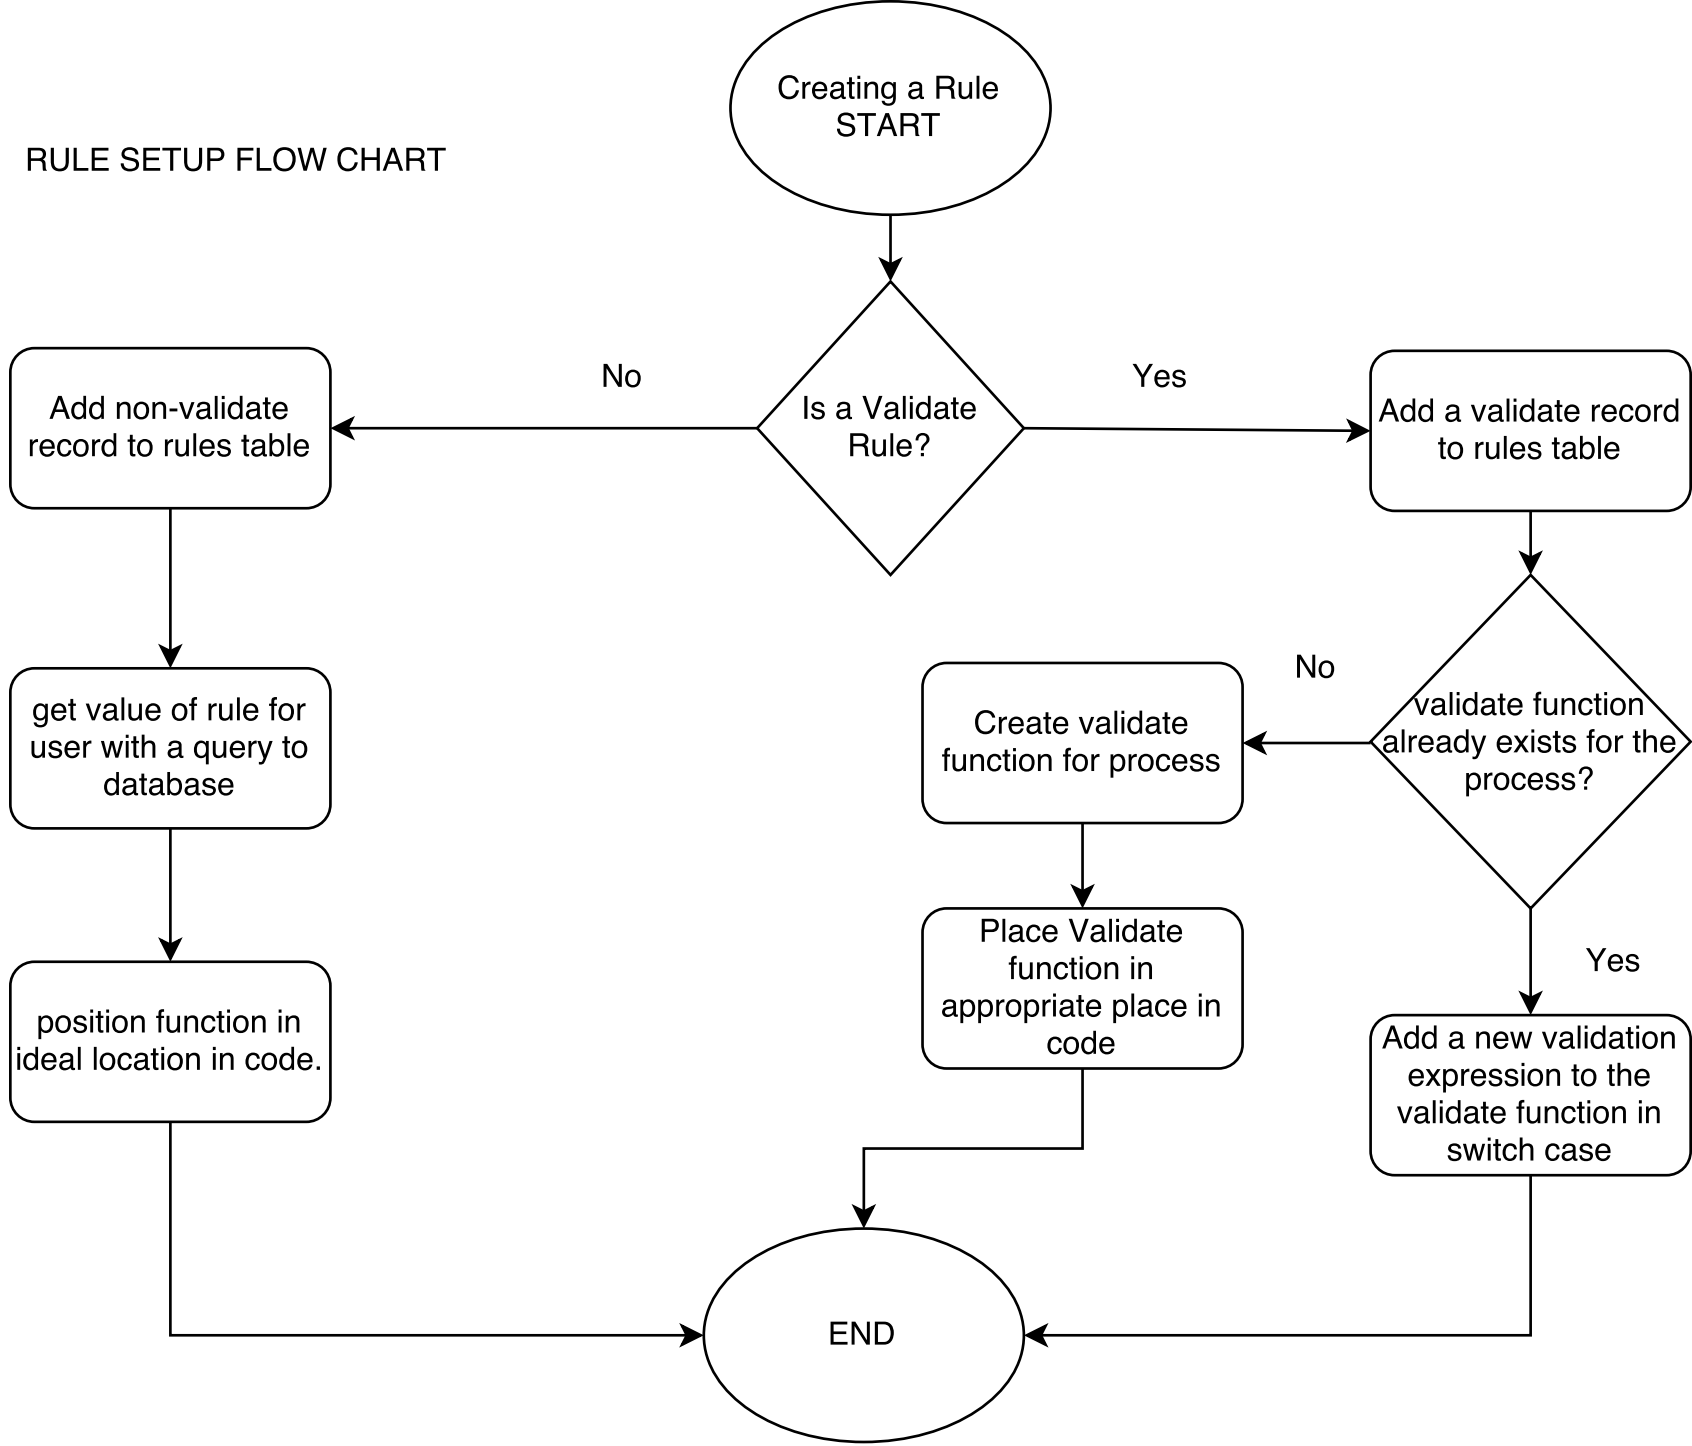 Creating a Rule
START
RULE SETUP FLOW CHART
No
Yes
Add non-validate
record to rules table
Is a Validate
Rule?
Add a validate record
to rules table
get value of rule for
user with a query to
database
Create validate
function for process
No
validate function
already exists for the
process?
Place Validate
function in
appropriate place in
code
Yes
position function in
ideal location in code.
Add a new validation
expression to the
validate function in
switch case
END